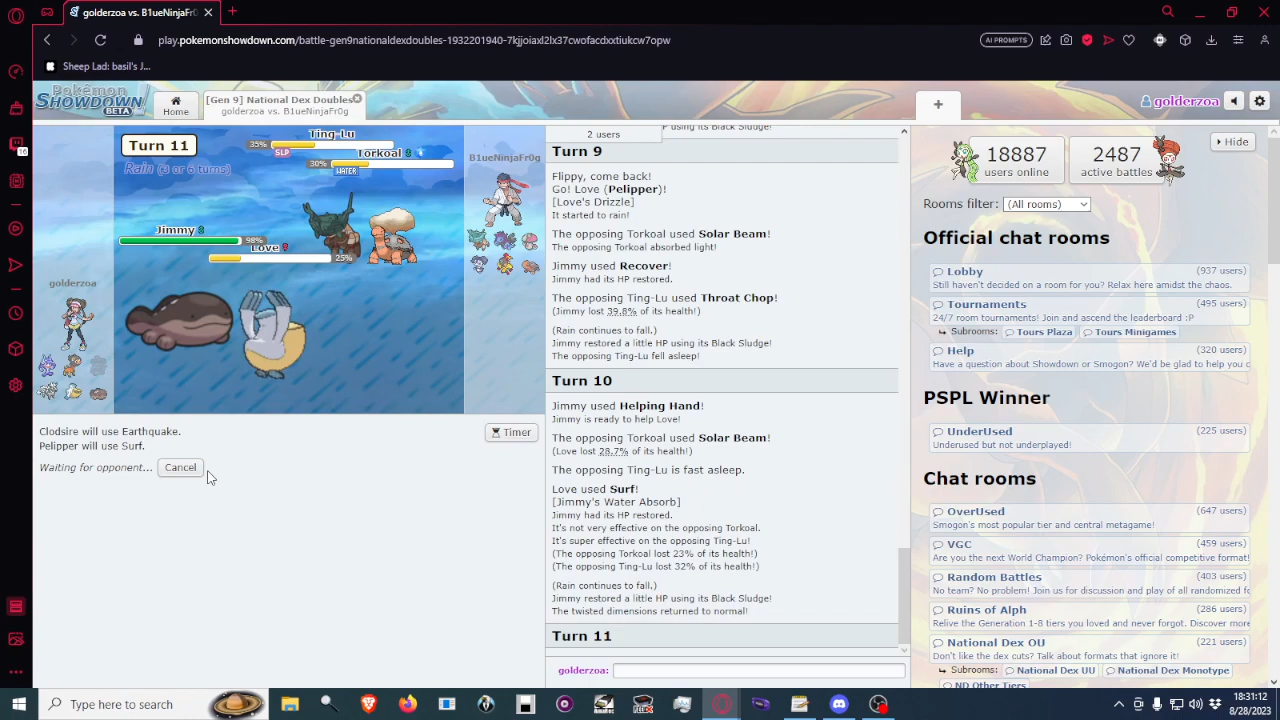 golderzoa vs. B1ueNinjaFr0
play.pokemonshowdown.com/battle-gen9nationaldexdoubles-1932201940-7kjjoiaxl2lx37cwofacdxxtiukcw7opw
AI PROMPTS
Sheep Lad: basil's J...
Pokémon
SHOWDOWN
BETA
Home
[Gen 9] National Dex Doubles
golderzoa vs. B1ueNinjaFr0g
golderzoa
Turn 11
Rain (3 or 6 turns)
Ting-Lu
35%
SLP
Torkoal
30%
WATER
Jimmy
98%
Love
25%
B1ueNinjaFr0g
golderzoa
Clodsire will use Earthquake.
Pelipper will use Surf.
Waiting for opponent... Cancel
Timer
2 users
using its Black Sludge!
Turn 9
Flippy, come back!
Go! Love (Pelipper)!
[Love's Drizzle]
It started to rain!
The opposing Torkoal used Solar Beam!
The opposing Torkoal absorbed light!
Jimmy used Recover!
Jimmy had its HP restored.
The opposing Ting-Lu used Throat Chop!
(Jimmy lost 39.8% of its health!)
(Rain continues to fall.)
Jimmy restored a little HP using its Black Sludge!
The opposing Ting-Lu fell asleep!
Turn 10
Jimmy used Helping Hand!
Jimmy is ready to help Love!
The opposing Torkoal used Solar Beam!
(Love lost 28.7% of its health!)
The opposing Ting-Lu is fast asleep.
Love used Surf!
[Jimmy's Water Absorb]
Jimmy had its HP restored.
It's not very effective on the opposing Torkoal.
It's super effective on the opposing Ting-Lu!
(The opposing Torkoal lost 23% of its health!)
(The opposing Ting-Lu lost 32% of its health!)
(Rain continues to fall.)
Jimmy restored a little HP using its Black Sludge!
The twisted dimensions returned to normal!
Turn 11
golderzoa:
18887
users online
2487
active battles
Hide
Rooms filter: (All rooms)
Official chat rooms
Lobby (937 users)
Still haven't decided on a room for you? Relax here amidst the chaos.
Tournaments (495 users)
24/7 room tournaments! Join and ascend the leaderboard :P
Subrooms: Tours Plaza Tours Minigames
Help (320 users)
Have a question about Showdown or Smogon? We'd be glad to help you o
PSPL Winner
UnderUsed (225 users)
Underused but not underplayed!
Chat rooms
OverUsed (647 users)
Smogon's most popular tier and central metagame!
VGC (459 users)
Are you the next World Champion? Pokémon's official competitive format!
Random Battles (403 users)
No team? No problem! Join us for discussion and play of all randomized fo
Ruins of Alph (286 users)
Relive the Generation 1-8 tiers you loved and never forgot. Discover more
National Dex OU (221 users)
Don't like the dex cuts? Talk about formats that ignore it!
Subrooms: National Dex UU National Dex Monotype
ND Other Tiers
16
Type here to search
18:31:12
8/28/2023